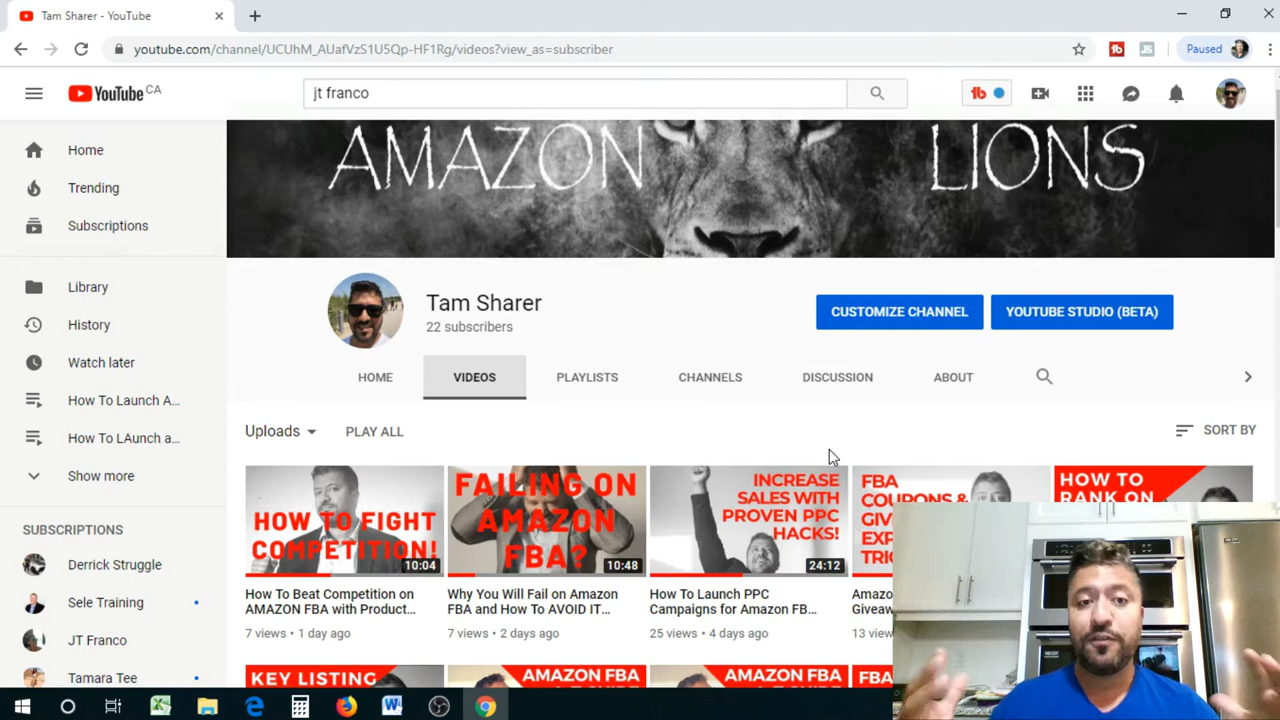 Tam Sharer - YouTube
youtube.com/channel/UCUhM_AUafVzS1U5Qp-HF1Rg/videos?view_as=subscriber
Paused
YouTube CA
jt franco
tb
JS
Home
Trending
Subscriptions
Library
History
Watch later
How To Launch A...
How To LAunch a...
Show more
SUBSCRIPTIONS
Derrick Struggle
Sele Training
JT Franco
Tamara Tee
AMAZON LIONS
Tam Sharer
22 subscribers
CUSTOMIZE CHANNEL
YOUTUBE STUDIO (BETA)
HOME
VIDEOS
PLAYLISTS
CHANNELS
DISCUSSION
ABOUT
Uploads
PLAY ALL
SORT BY
HOW TO FIGHT
COMPETITION!
10:04
How To Beat Competition on
AMAZON FBA with Product...
7 views • 1 day ago
FAILING ON
AMAZON
FBA?
10:48
Why You Will Fail on Amazon
FBA and How To AVOID IT...
7 views • 2 days ago
INCREASE
SALES WITH
PROVEN PPC
HACKS!
24:12
How To Launch PPC
Campaigns for Amazon FB...
25 views • 4 days ago
FBA
COUPONS &
13 view
HOW TO
RANK ON
KEY LISTING
AMAZON FBA
AMAZON FBA